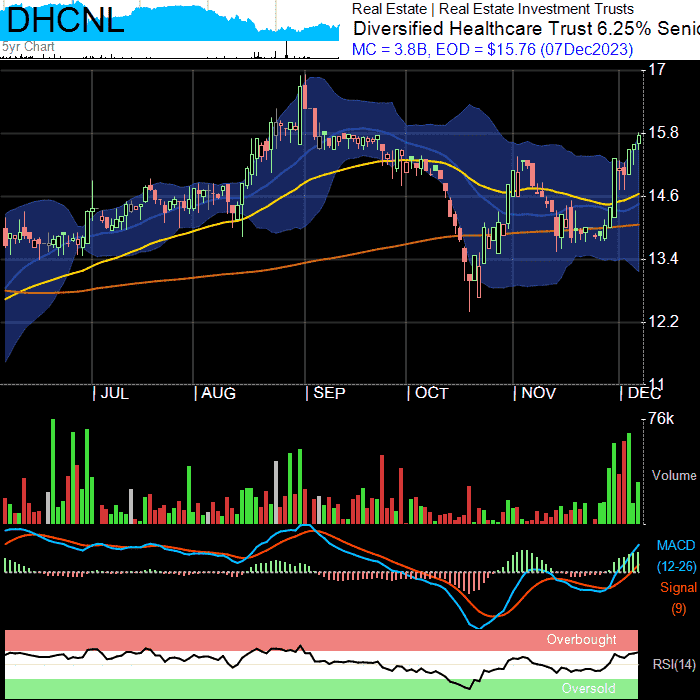 DHCNL
5yr Chart
Real Estate | Real Estate Investment Trusts
Diversified Healthcare Trust 6.25% Senio
MC = 3.8B, EOD = $15.76 (07Dec2023)
17
15.8
14.6
13.4
12.2
11
| JUL | AUG | SEP | OCT | NOV | DEC
76k
Volume
MACD
(12-26)
Signal
(9)
Overbought
RSI(14)
Oversold